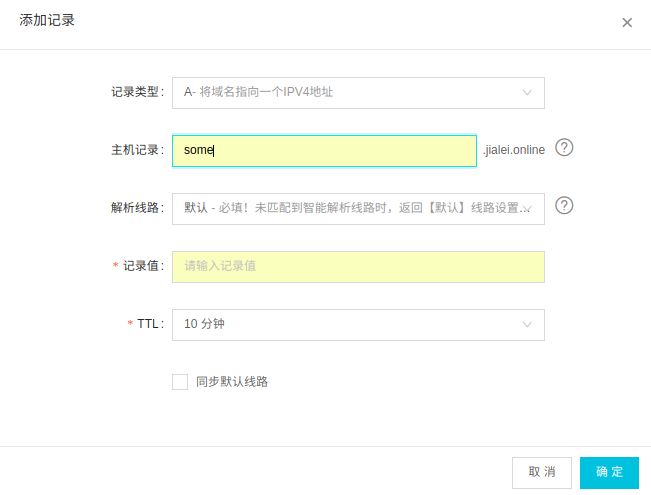 添加记录
记录类型: A- 将域名指向一个IPV4地址
主机记录: some .jialei.online
解析线路: 默认 - 必填！未匹配到智能解析线路时，返回【默认】线路设置...
* 记录值: 请输入记录值
* TTL: 10 分钟
同步默认线路
取 消 确 定